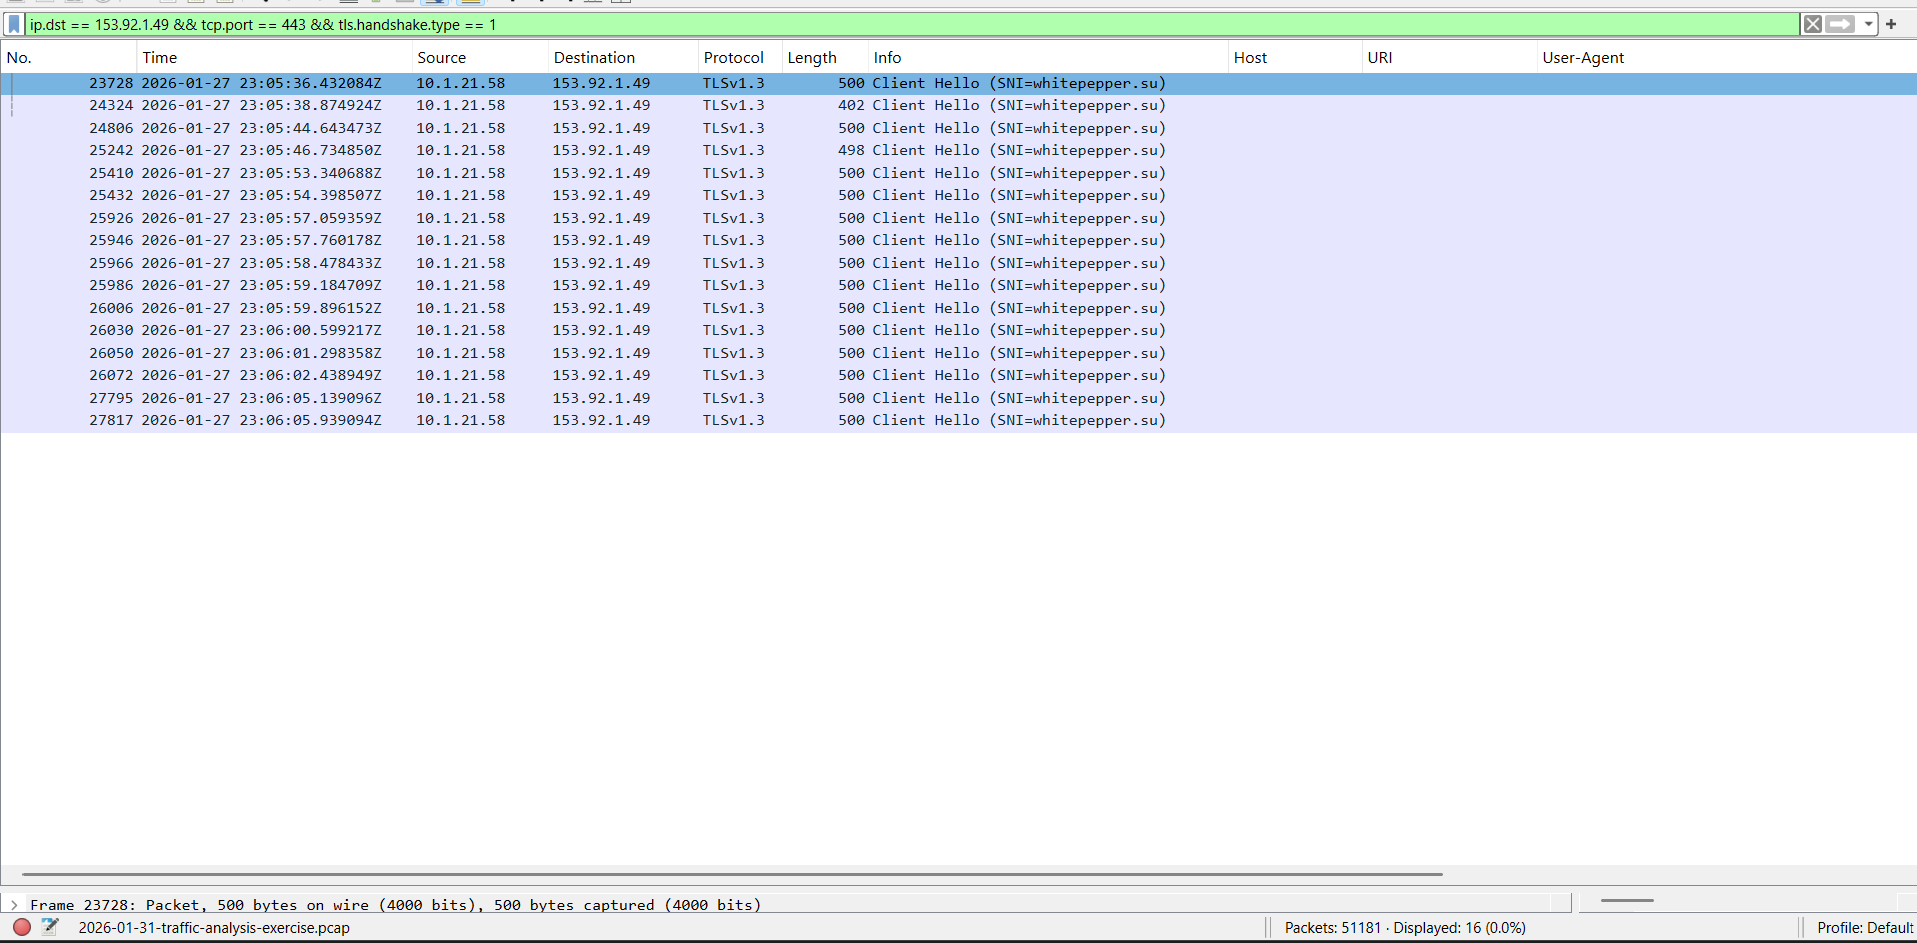 ip.dst == 153.92.1.49 && tcp.port == 443 && tls.handshake.type == 1
No. Time Source Destination Protocol Length Info Host URI User-Agent
23728 2026-01-27 23:05:36.432084Z 10.1.21.58 153.92.1.49 TLSv1.3 500 Client Hello (SNI=whitepepper.su)
24324 2026-01-27 23:05:38.874924Z 10.1.21.58 153.92.1.49 TLSv1.3 402 Client Hello (SNI=whitepepper.su)
24806 2026-01-27 23:05:44.643473Z 10.1.21.58 153.92.1.49 TLSv1.3 500 Client Hello (SNI=whitepepper.su)
25242 2026-01-27 23:05:46.734850Z 10.1.21.58 153.92.1.49 TLSv1.3 498 Client Hello (SNI=whitepepper.su)
25410 2026-01-27 23:05:53.340688Z 10.1.21.58 153.92.1.49 TLSv1.3 500 Client Hello (SNI=whitepepper.su)
25432 2026-01-27 23:05:54.398507Z 10.1.21.58 153.92.1.49 TLSv1.3 500 Client Hello (SNI=whitepepper.su)
25926 2026-01-27 23:05:57.059359Z 10.1.21.58 153.92.1.49 TLSv1.3 500 Client Hello (SNI=whitepepper.su)
25946 2026-01-27 23:05:57.760178Z 10.1.21.58 153.92.1.49 TLSv1.3 500 Client Hello (SNI=whitepepper.su)
25966 2026-01-27 23:05:58.478433Z 10.1.21.58 153.92.1.49 TLSv1.3 500 Client Hello (SNI=whitepepper.su)
25986 2026-01-27 23:05:59.184709Z 10.1.21.58 153.92.1.49 TLSv1.3 500 Client Hello (SNI=whitepepper.su)
26006 2026-01-27 23:05:59.896152Z 10.1.21.58 153.92.1.49 TLSv1.3 500 Client Hello (SNI=whitepepper.su)
26030 2026-01-27 23:06:00.599217Z 10.1.21.58 153.92.1.49 TLSv1.3 500 Client Hello (SNI=whitepepper.su)
26050 2026-01-27 23:06:01.298358Z 10.1.21.58 153.92.1.49 TLSv1.3 500 Client Hello (SNI=whitepepper.su)
26072 2026-01-27 23:06:02.438949Z 10.1.21.58 153.92.1.49 TLSv1.3 500 Client Hello (SNI=whitepepper.su)
27795 2026-01-27 23:06:05.139096Z 10.1.21.58 153.92.1.49 TLSv1.3 500 Client Hello (SNI=whitepepper.su)
27817 2026-01-27 23:06:05.939094Z 10.1.21.58 153.92.1.49 TLSv1.3 500 Client Hello (SNI=whitepepper.su)
Frame 23728: Packet, 500 bytes on wire (4000 bits), 500 bytes captured (4000 bits)
2026-01-31-traffic-analysis-exercise.pcap Packets: 51181 · Displayed: 16 (0.0%) Profile: Default